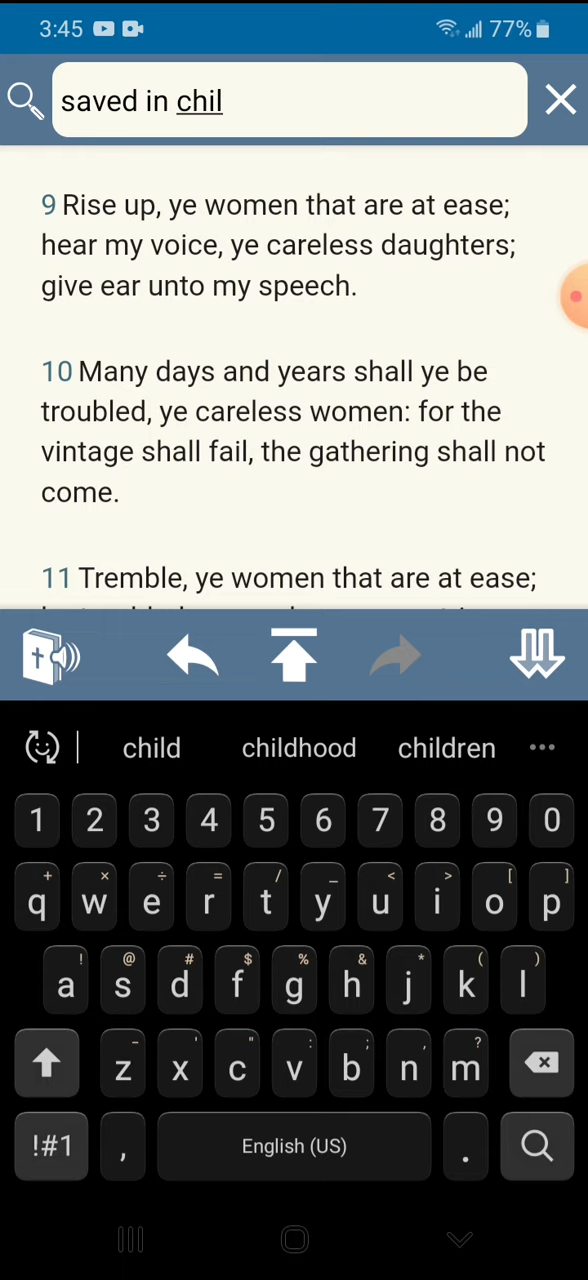 3:45 77%
saved in chil
9 Rise up, ye women that are at ease;
hear my voice, ye careless daughters;
give ear unto my speech.
10 Many days and years shall ye be
troubled, ye careless women: for the
vintage shall fail, the gathering shall not
come.
11 Tremble, ye women that are at ease;
child childhood children ...
1 2 3 4 5 6 7 8 9 0
+ × ÷ = / _ < > [ ]
q w e r t y u i o p
! @ # $ % & * ( )
a s d f g h j k l
- ' " : ; , ?
z x c v b n m
!#1 , English (US) .